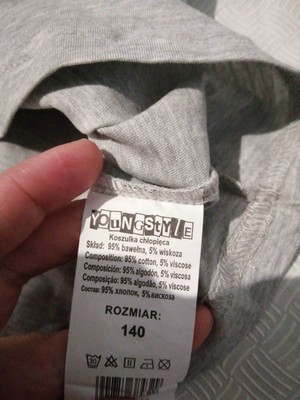 YOUNGSTYLE
Koszulka chłopięca
Skład: 95% bawełna, 5% wiskoza
Composition: 95% cotton, 5% viscose
Composición: 95% algodón, 5% viscosa
Composição: 95% algodão, 5% viscose
Состав: 95% хлопок, 5% вискоза
ROZMIAR:
140